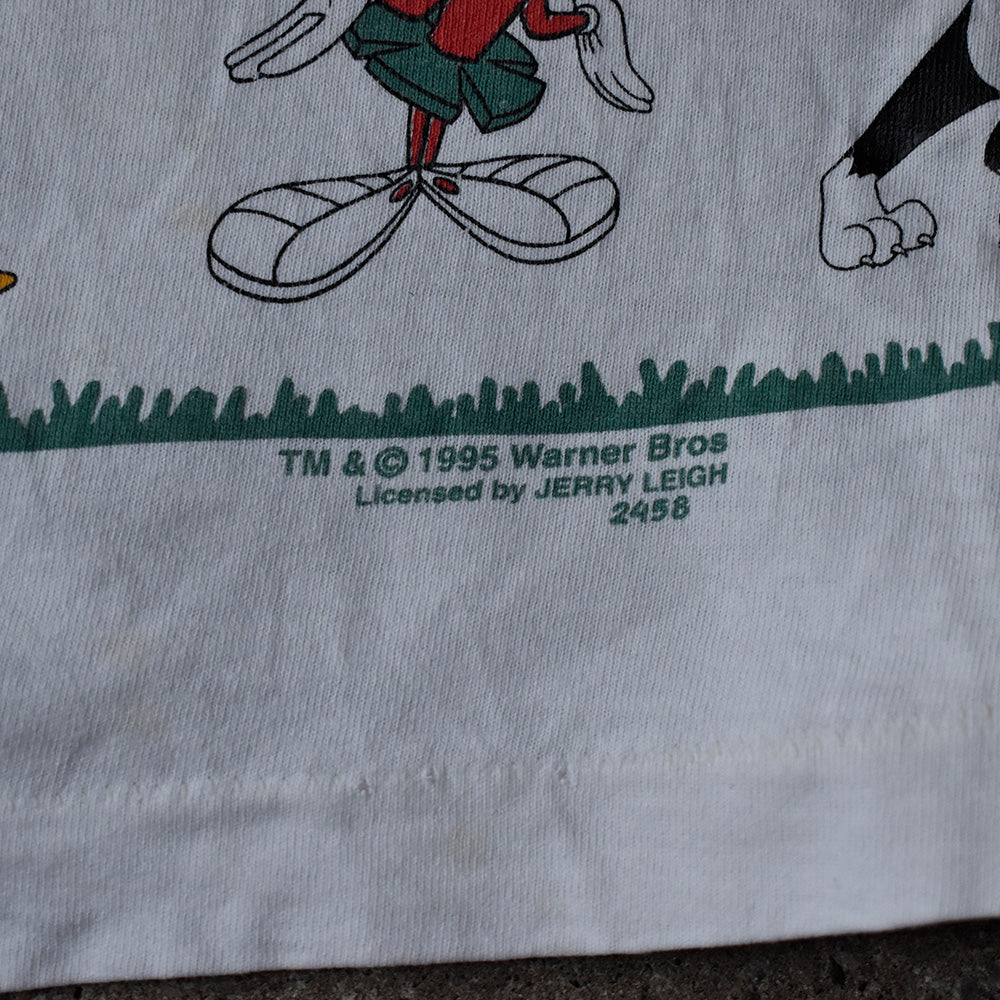 TM & © 1995 Warner Bros
Licensed by JERRY LEIGH
2458